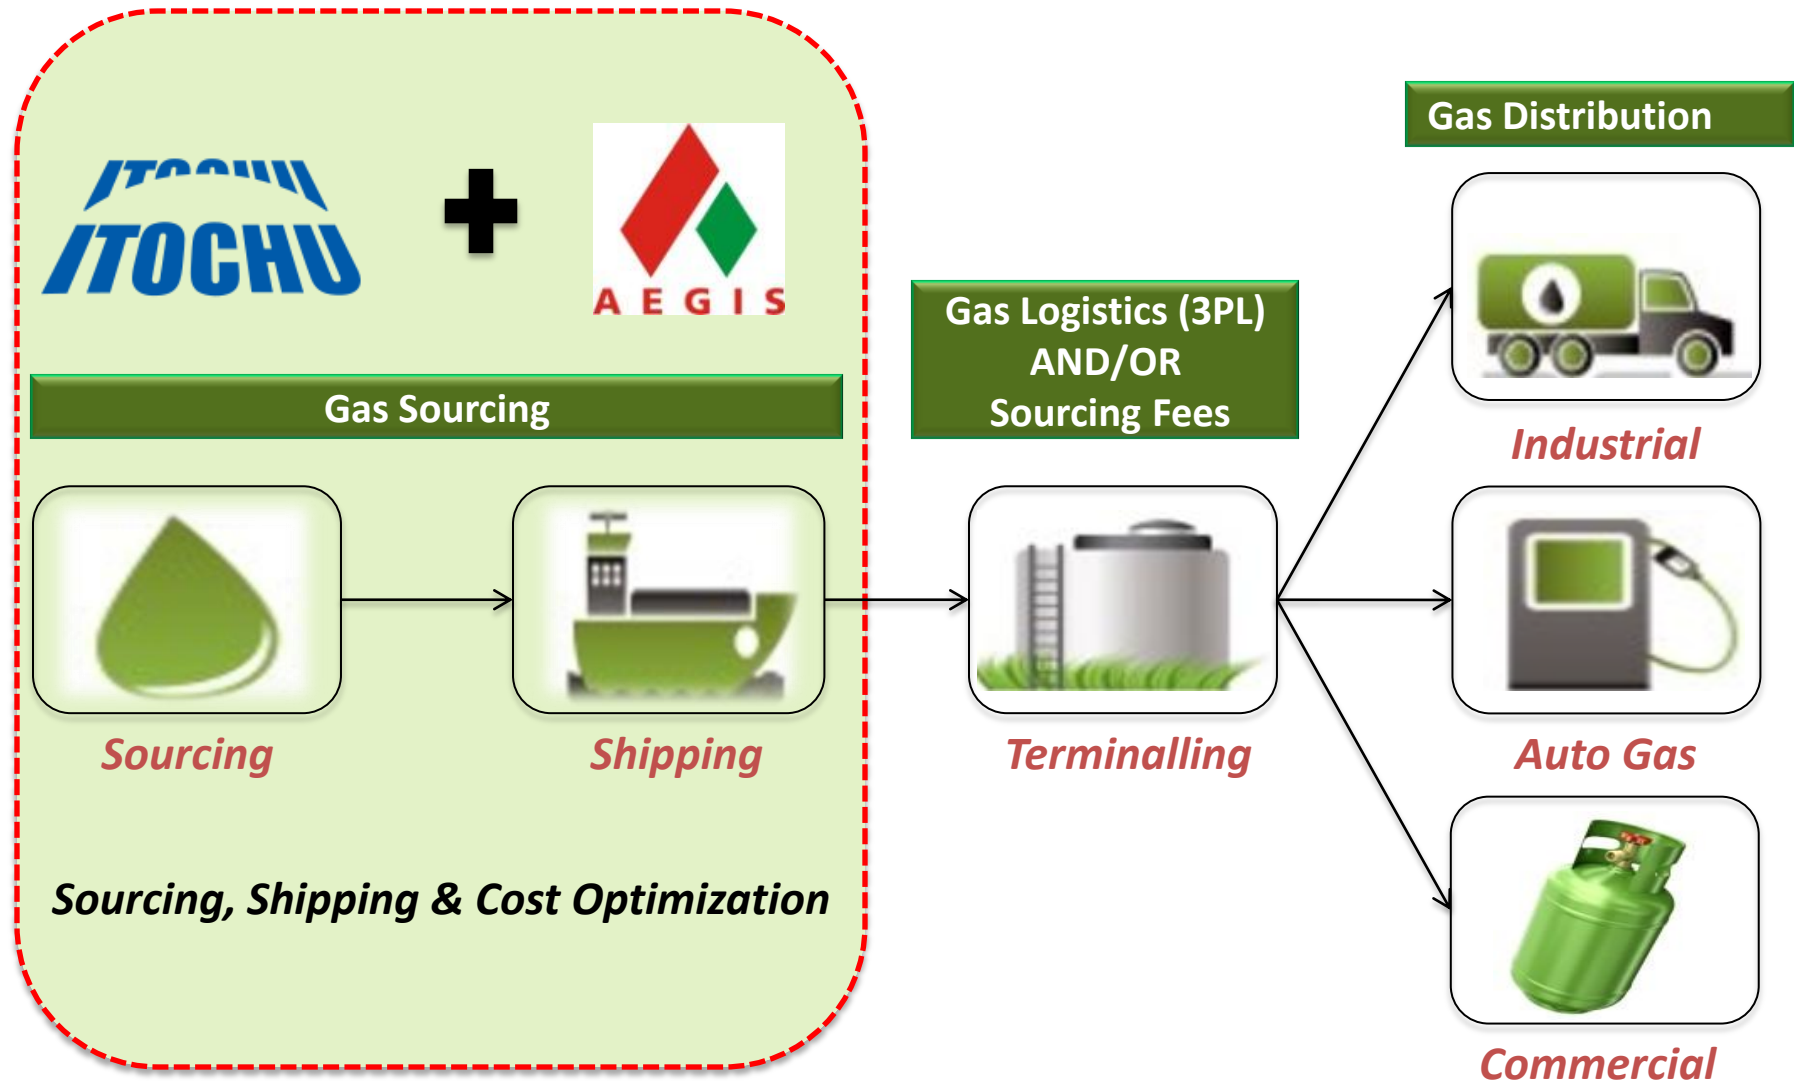 ITOCHU
ITOCHU
AEGIS
Gas Sourcing
Sourcing
Shipping
Sourcing, Shipping & Cost Optimization
Gas Logistics (3PL)
AND/OR
Sourcing Fees
Terminalling
Gas Distribution
Industrial
Auto Gas
Commercial